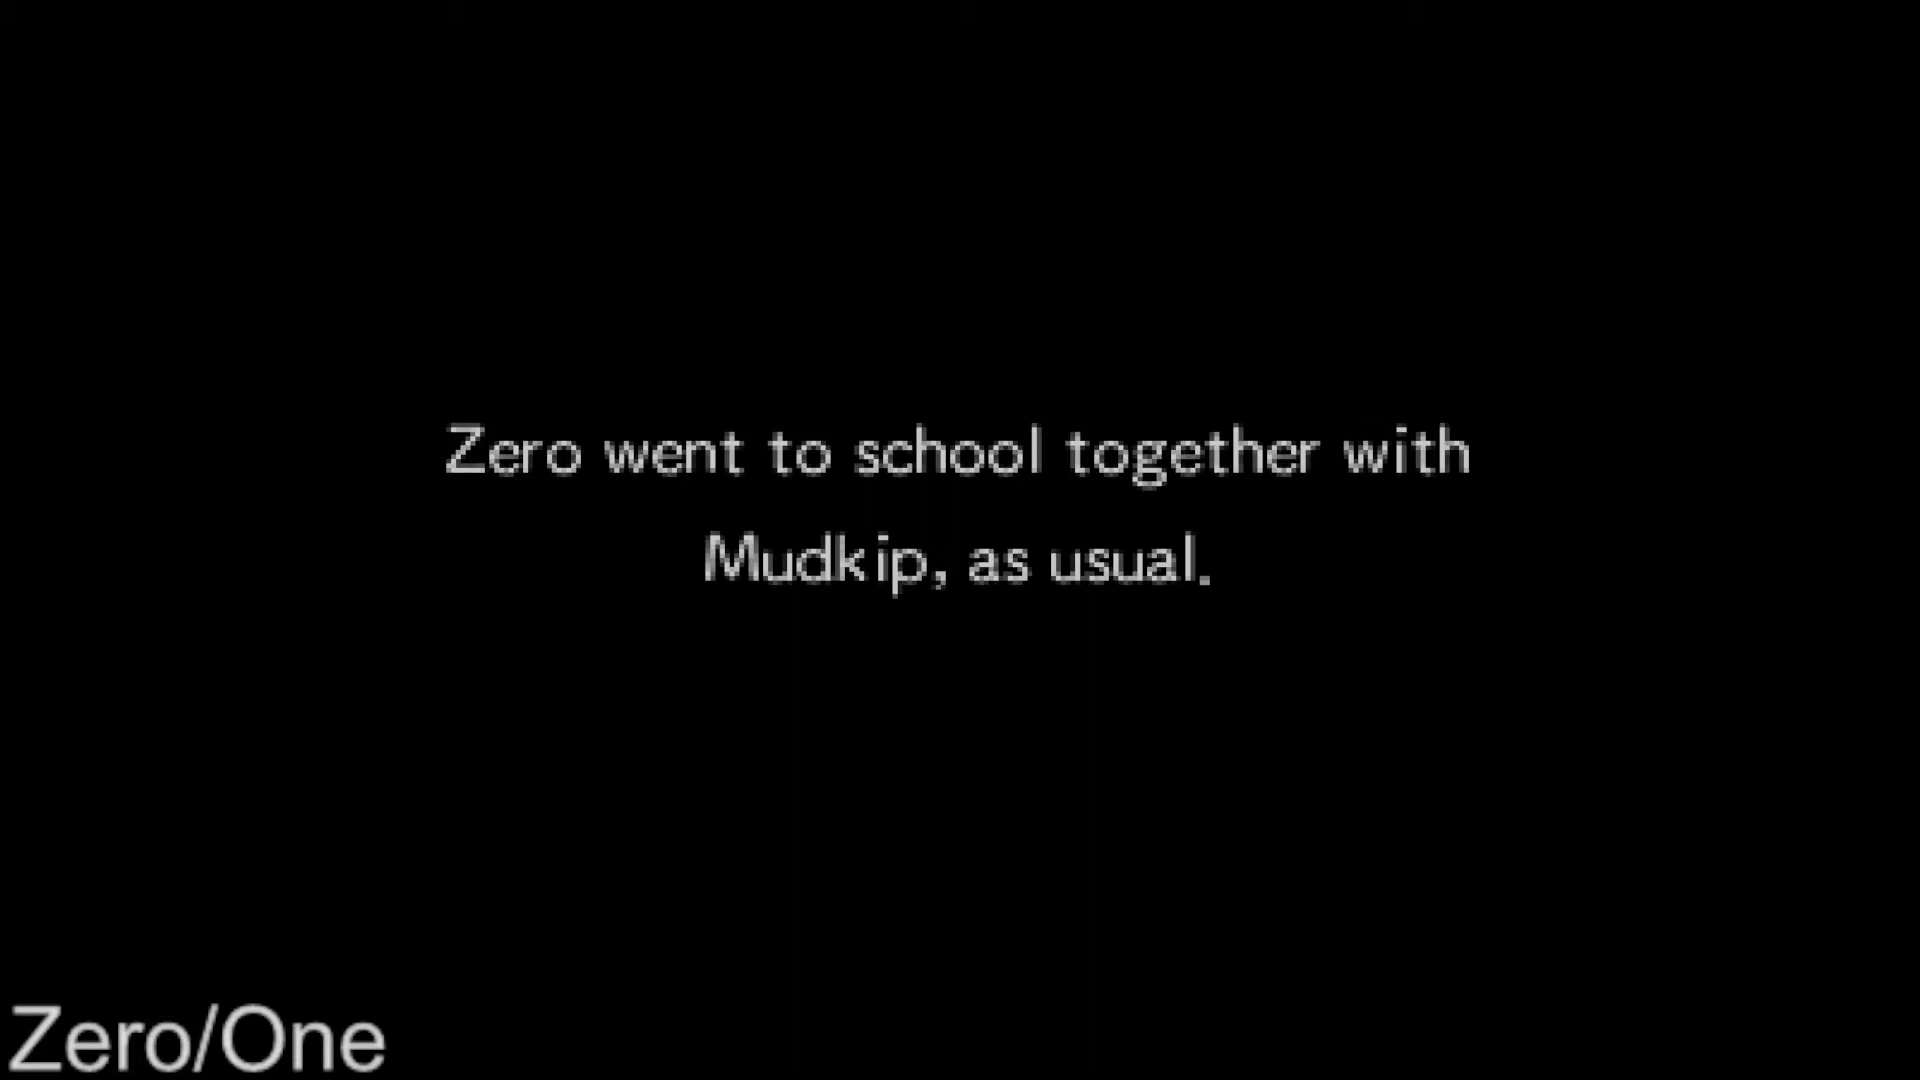 Zero went to school together with
Mudkip, as usual.
Zero/One